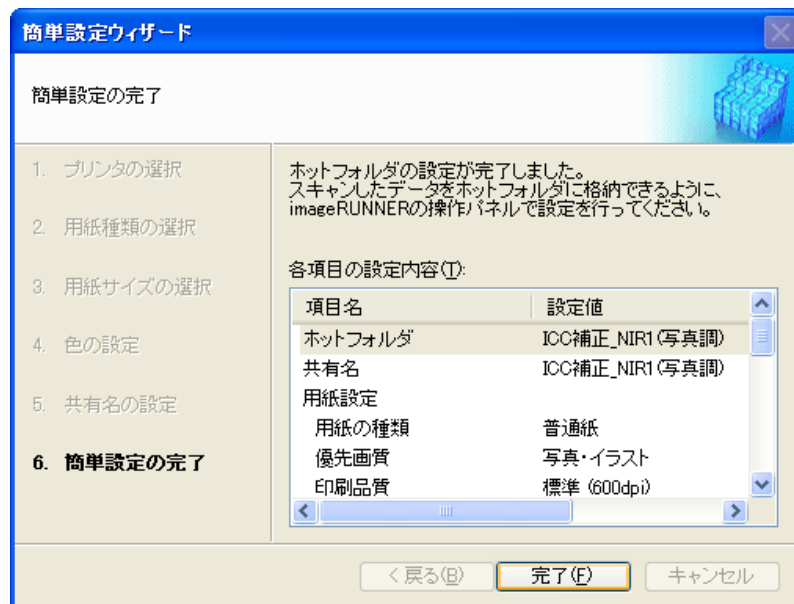 簡単設定ウィザード
簡単設定の完了
1. プリンタの選択
2. 用紙種類の選択
3. 用紙サイズの選択
4. 色の設定
5. 共有名の設定
6. 簡単設定の完了
ホットフォルダの設定が完了しました。
スキャンしたデータをホットフォルダに格納できるように、
imageRUNNERの操作パネルで設定を行ってください。
各項目の設定内容(T):
項目名 設定値
ホットフォルダ ICC補正_NIR1(写真調)
共有名 ICC補正_NIR1(写真調)
用紙設定
用紙の種類 普通紙
優先画質 写真・イラスト
印刷品質 標準 (600dpi)
< 戻る(B) 完了(F) キャンセル